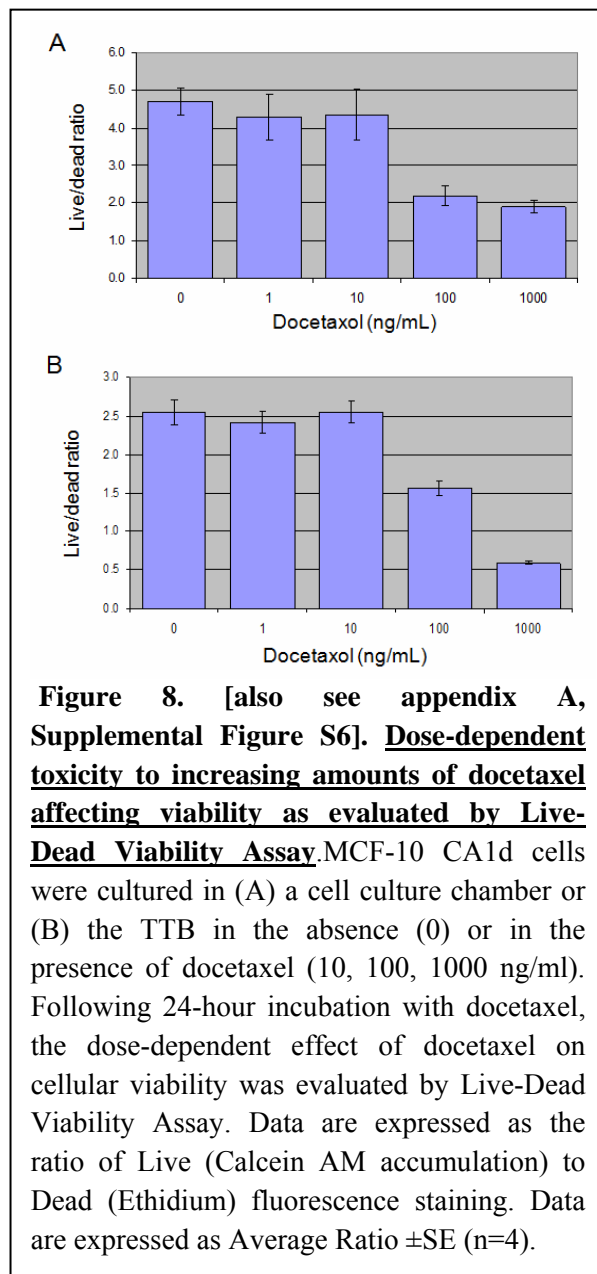 A
6.0
5.0
4.0
3.0
2.0
1.0
0.0
Live/dead ratio
0 1 10 100 1000
Docetaxol (ng/mL)
B
3.0
2.5
2.0
1.5
1.0
0.5
0.0
Live/dead ratio
0 1 10 100 1000
Docetaxol (ng/mL)
Figure 8. [also see appendix A,
Supplemental Figure S6]. Dose-dependent
toxicity to increasing amounts of docetaxel
affecting viability as evaluated by Live-
Dead Viability Assay.MCF-10 CA1d cells
were cultured in (A) a cell culture chamber or
(B) the TTB in the absence (0) or in the
presence of docetaxel (10, 100, 1000 ng/ml).
Following 24-hour incubation with docetaxel,
the dose-dependent effect of docetaxel on
cellular viability was evaluated by Live-Dead
Viability Assay. Data are expressed as the
ratio of Live (Calcein AM accumulation) to
Dead (Ethidium) fluorescence staining. Data
are expressed as Average Ratio ±SE (n=4).